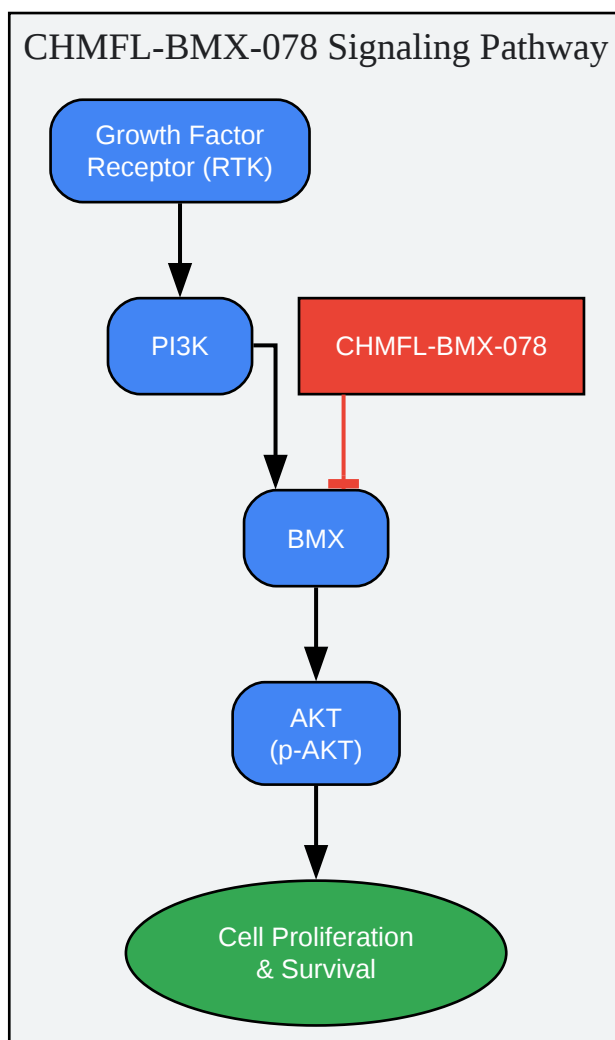 CHMFL-BMX-078 Signaling Pathway
Growth Factor
Receptor (RTK)
PI3K
CHMFL-BMX-078
BMX
AKT
(p-AKT)
Cell Proliferation
& Survival